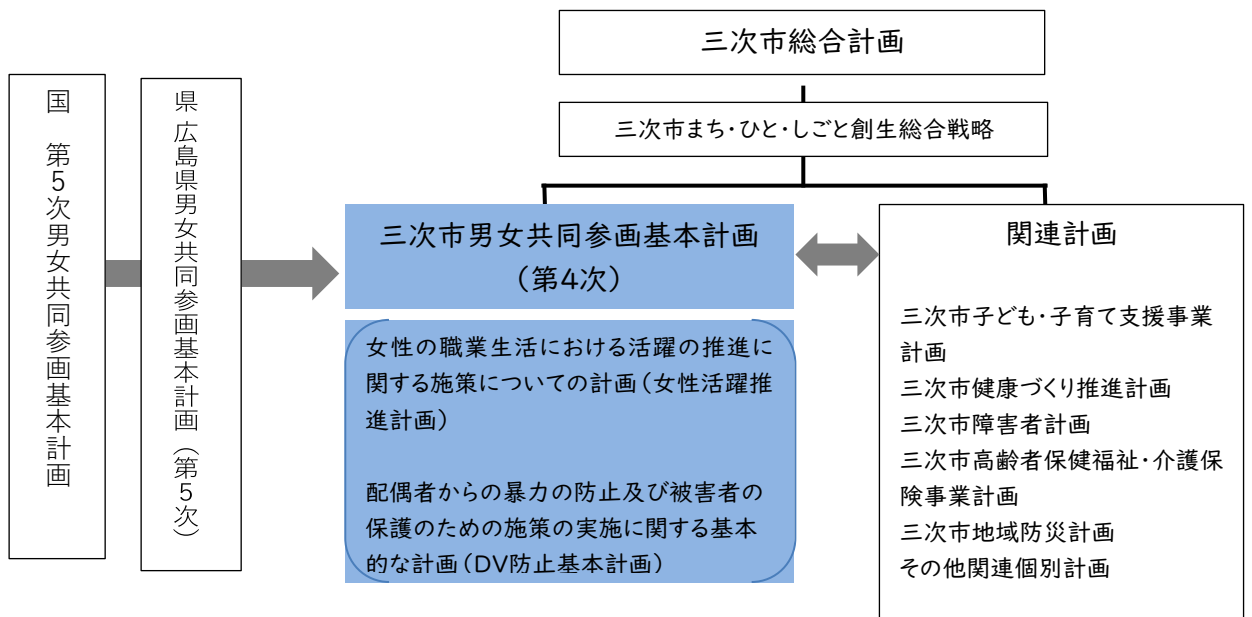 三次市総合計画
三次市まち・ひと・しごと創生総合戦略
国　第5次男女共同参画基本計画
県 広島県男女共同参画基本計画（第5次）
三次市男女共同参画基本計画
（第4次）
女性の職業生活における活躍の推進に
関する施策についての計画（女性活躍推
進計画）
配偶者からの暴力の防止及び被害者の
保護のための施策の実施に関する基本
的な計画（DV防止基本計画）
関連計画
三次市子ども・子育て支援事業
計画
三次市健康づくり推進計画
三次市障害者計画
三次市高齢者保健福祉・介護保
険事業計画
三次市地域防災計画
その他関連個別計画